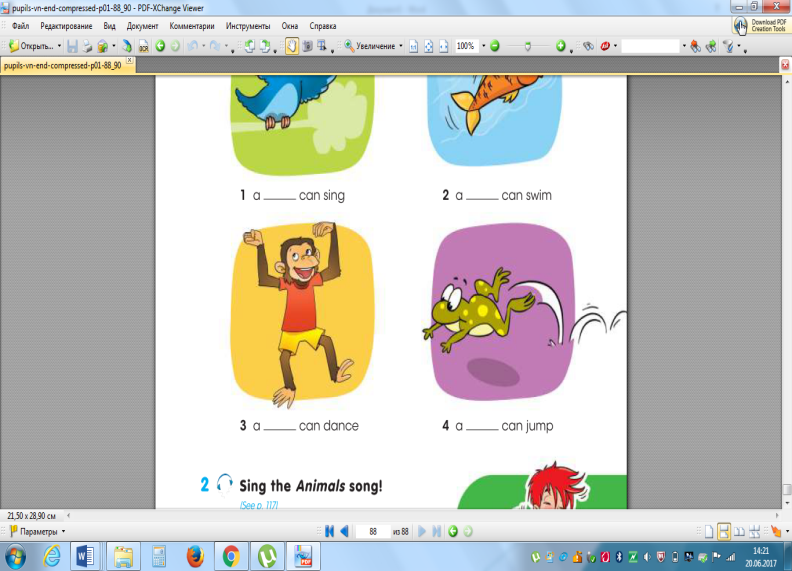 pupils-vn-end-compressed-p01-88_90 - PDF-XChange Viewer
Файл Редактирование Вид Документ Комментарии Инструменты Окна Справка
Download PDF Creation Tools
Открыть... OCR Увеличение 100%
pupils-vn-end-compressed-p01-88_90
1 a _____ can sing
2 a _____ can swim
3 a _____ can dance
4 a _____ can jump
2 Sing the Animals song!
(See p. 117)
21,50 x 28,90 см
Параметры 88 из 88
W PDF
RU 14:21
20.06.2017